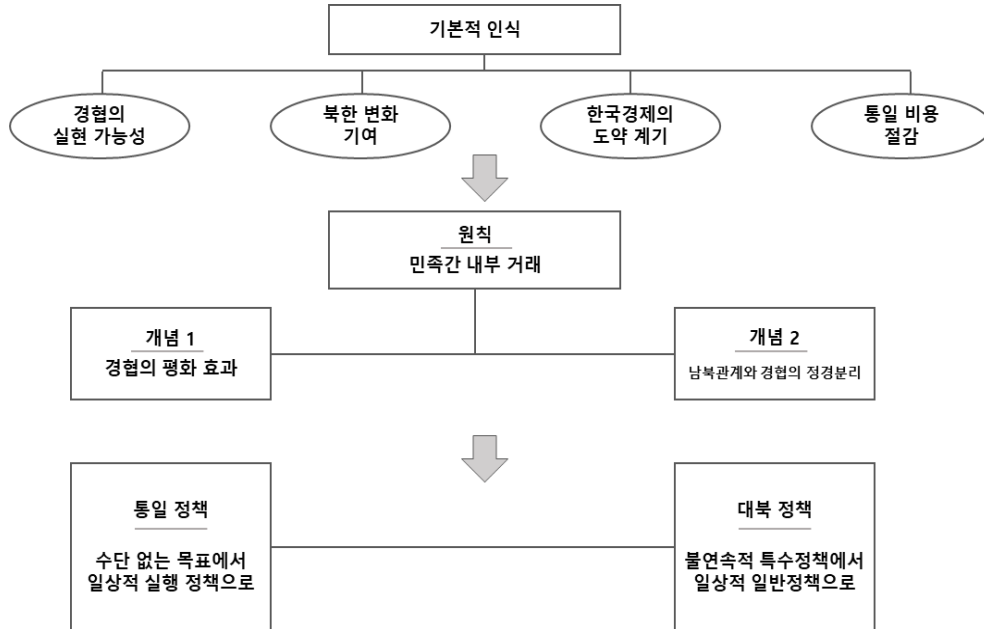 기본적 인식
경협의
실현 가능성
북한 변화
기여
한국경제의
도약 계기
통일 비용
절감
원칙
민족간 내부 거래
개념 1
경협의 평화 효과
개념 2
남북관계와 경협의 정경분리
통일 정책
수단 없는 목표에서
일상적 실행 정책으로
대북 정책
불연속적 특수정책에서
일상적 일반정책으로